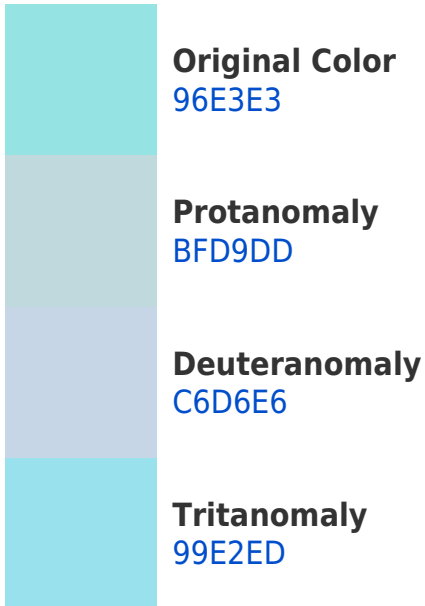 Original Color
96E3E3
Protanomaly
BFD9DD
Deuteranomaly
C6D6E6
Tritanomaly
99E2ED